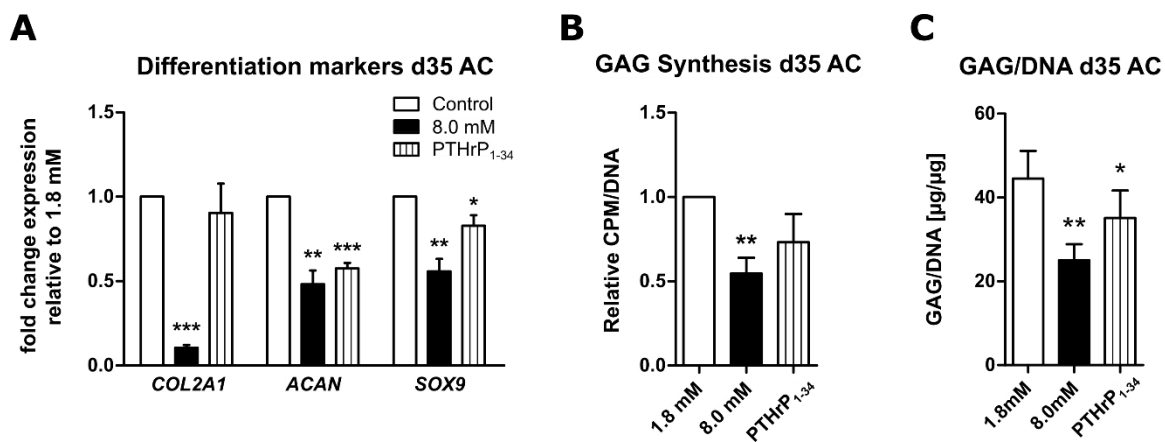 A
Differentiation markers d35 AC
Control
8.0 mM
PTHrP1-34
fold change expression
relative to 1.8 mM
1.5
1.0
0.5
0.0
***
**
***
**
*
COL2A1
ACAN
SOX9
B
GAG Synthesis d35 AC
Relative CPM/DNA
1.5
1.0
0.5
0.0
**
1.8 mM
8.0 mM
PTHrP1-34
C
GAG/DNA d35 AC
GAG/DNA [µg/µg]
60
40
20
0
**
*
1.8mM
8.0mM
PTHrP1-34